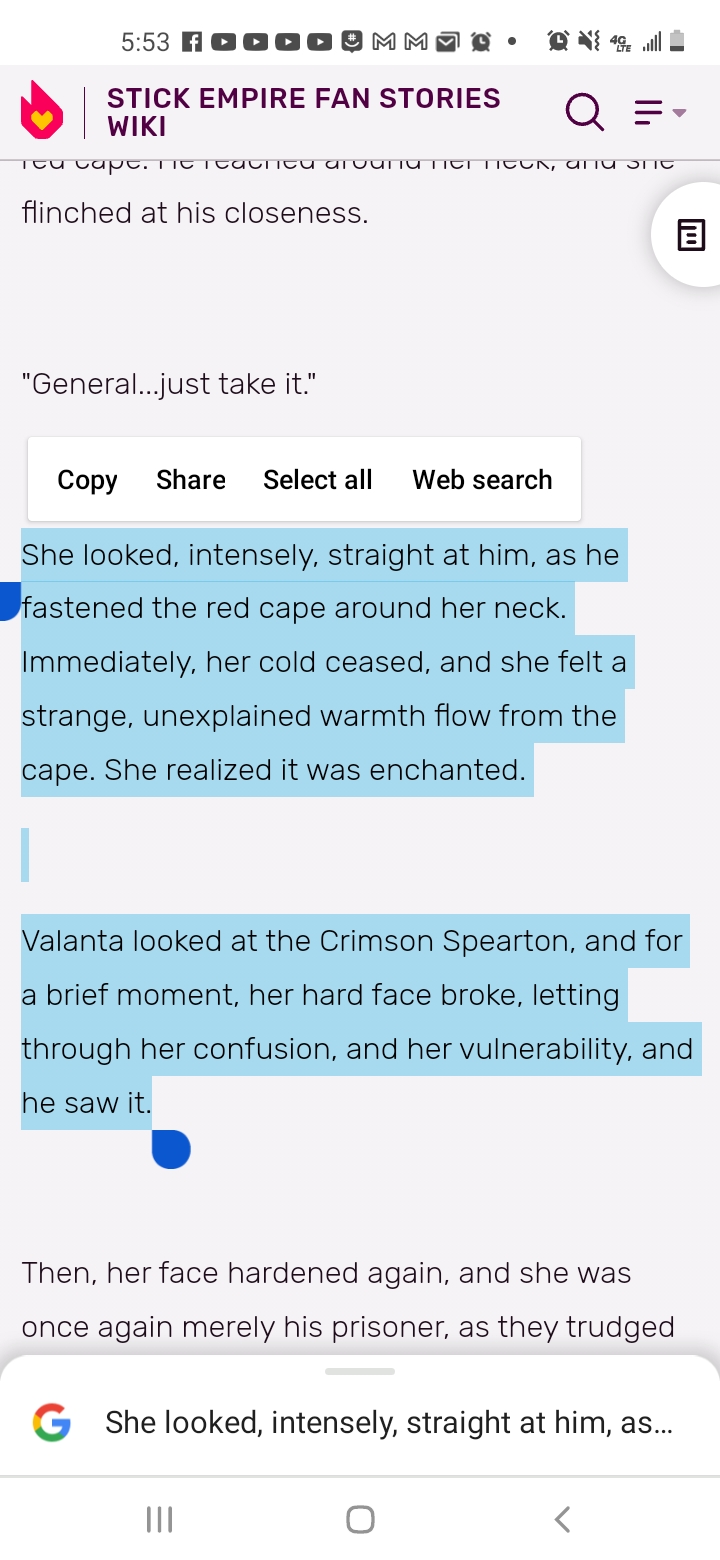 5:53
4G
LTE
STICK EMPIRE FAN STORIES
WIKI
red cape. He reached around her neck, and she
flinched at his closeness.
"General...just take it."
Copy Share Select all Web search
She looked, intensely, straight at him, as he
fastened the red cape around her neck.
Immediately, her cold ceased, and she felt a
strange, unexplained warmth flow from the
cape. She realized it was enchanted.
Valanta looked at the Crimson Spearton, and for
a brief moment, her hard face broke, letting
through her confusion, and her vulnerability, and
he saw it.
Then, her face hardened again, and she was
once again merely his prisoner, as they trudged
She looked, intensely, straight at him, as...